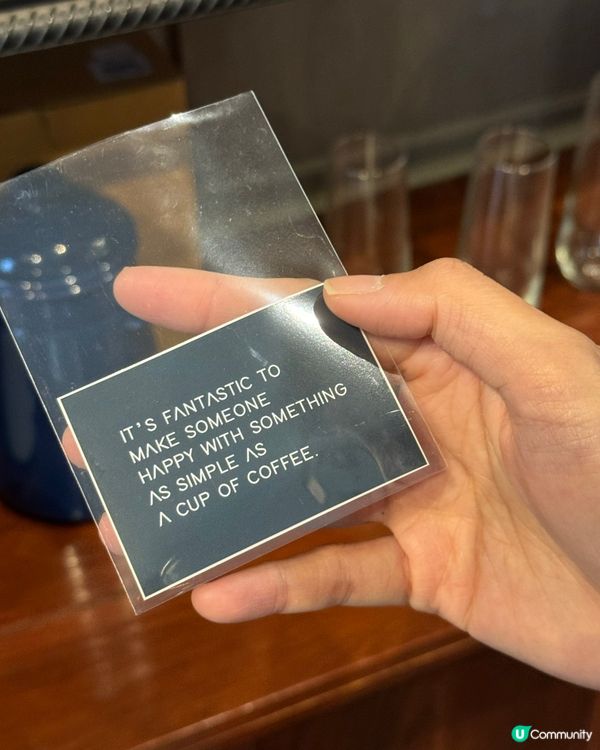 IT'S FANTASTIC TO
MAKE SOMEONE
HAPPY WITH SOMETHING
AS SIMPLE AS
A CUP OF COFFEE.
U Community